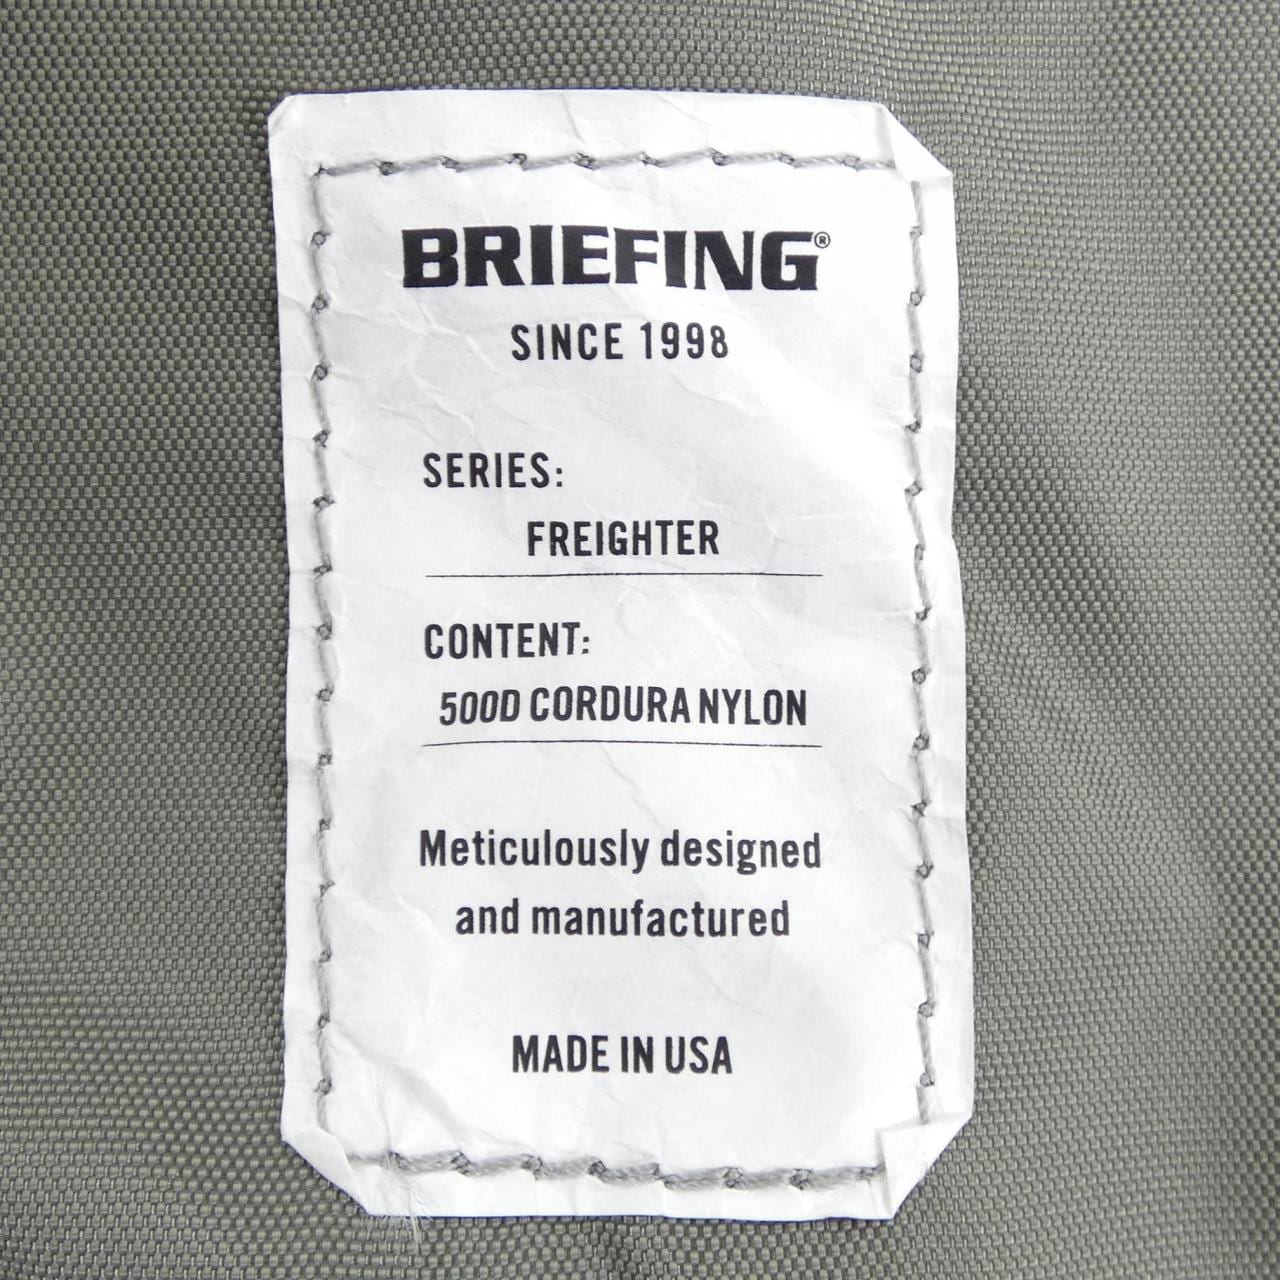 BRIEFING®
SINCE 1998
SERIES:
FREIGHTER
CONTENT:
500D CORDURA NYLON
Meticulously designed
and manufactured
MADE IN USA